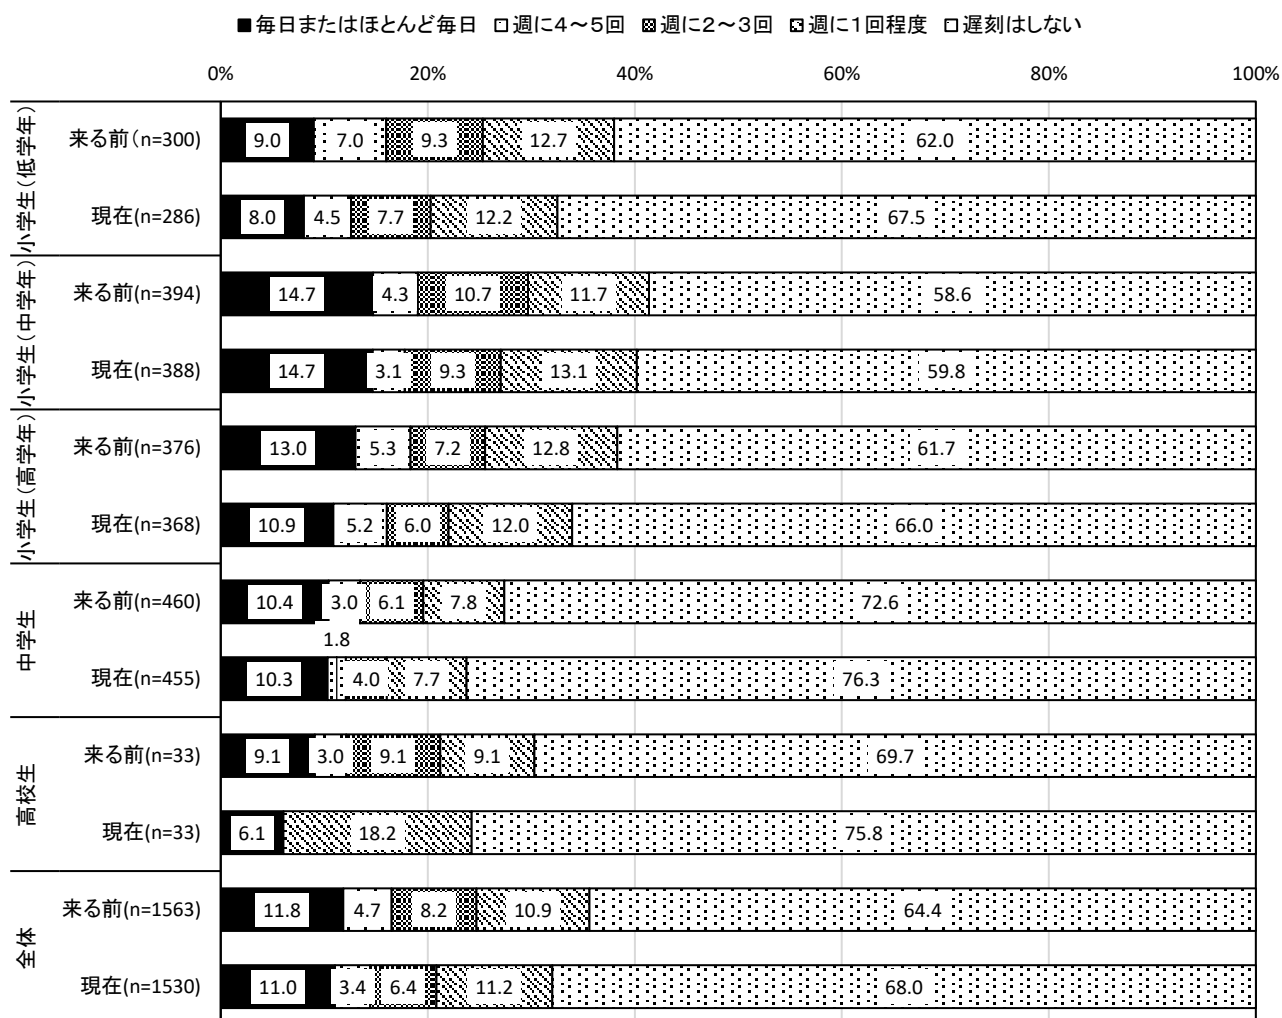 ■毎日またはほとんど毎日 □週に4～5回 ▩週に2～3回 ▨週に1回程度 □遅刻はしない
0% 20% 40% 60% 80% 100%
小学生（低学年）
来る前（n=300) 9.0 7.0 9.3 12.7 62.0
現在(n=286) 8.0 4.5 7.7 12.2 67.5
小学生（中学年）
来る前(n=394) 14.7 4.3 10.7 11.7 58.6
現在(n=388) 14.7 3.1 9.3 13.1 59.8
小学生（高学年）
来る前(n=376) 13.0 5.3 7.2 12.8 61.7
現在(n=368) 10.9 5.2 6.0 12.0 66.0
中学生
来る前(n=460) 10.4 3.0 6.1 7.8 72.6
現在(n=455) 10.3 1.8 4.0 7.7 76.3
高校生
来る前(n=33) 9.1 3.0 9.1 9.1 69.7
現在(n=33) 6.1 18.2 75.8
全体
来る前(n=1563) 11.8 4.7 8.2 10.9 64.4
現在(n=1530) 11.0 3.4 6.4 11.2 68.0